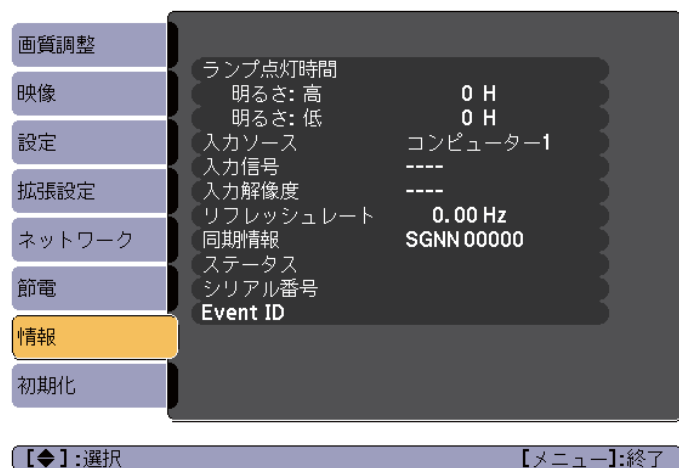 画質調整
映像
設定
拡張設定
ネットワーク
節電
情報
初期化
ランプ点灯時間
明るさ: 高 0 H
明るさ: 低 0 H
入力ソース コンピューター1
入力信号 ----
入力解像度 ----
リフレッシュレート 0.00 Hz
同期情報 SGNN 00000
ステータス
シリアル番号
Event ID
【◆】:選択 【メニュー】:終了